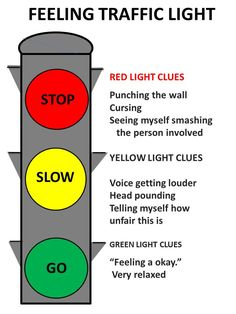 FEELING TRAFFIC LIGHT
RED LIGHT CLUES
STOP
Punching the wall
Cursing
Seeing myself smashing
the person involved
YELLOW LIGHT CLUES
SLOW
Voice getting louder
Head pounding
Telling myself how
unfair this is
GREEN LIGHT CLUES
GO
“Feeling a okay.”
Very relaxed